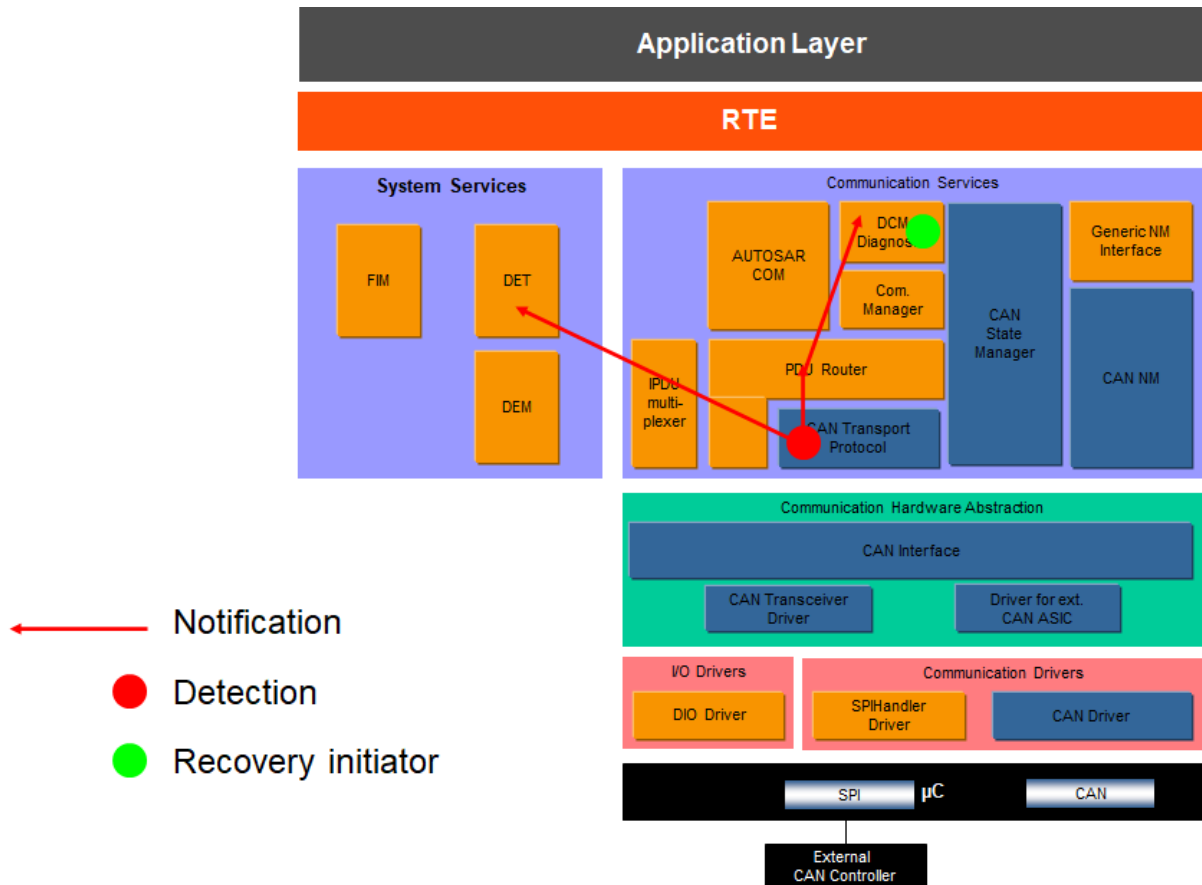 Application Layer
RTE
System Services
FIM
DET
DEM
Communication Services
AUTOSAR
COM
DCM
Com.
Manager
CAN
State
Manager
Generic NM
Interface
CAN NM
IPDU
multi-
plexer
PDU Router
CAN Transport
Protocol
Communication Hardware Abstraction
CAN Interface
CAN Transceiver
Driver
Driver for ext.
CAN ASIC
I/O Drivers
DIO Driver
Communication Drivers
SPIHandler
Driver
CAN Driver
SPI
µC
CAN
External
CAN Controller
Notification
Detection
Recovery initiator